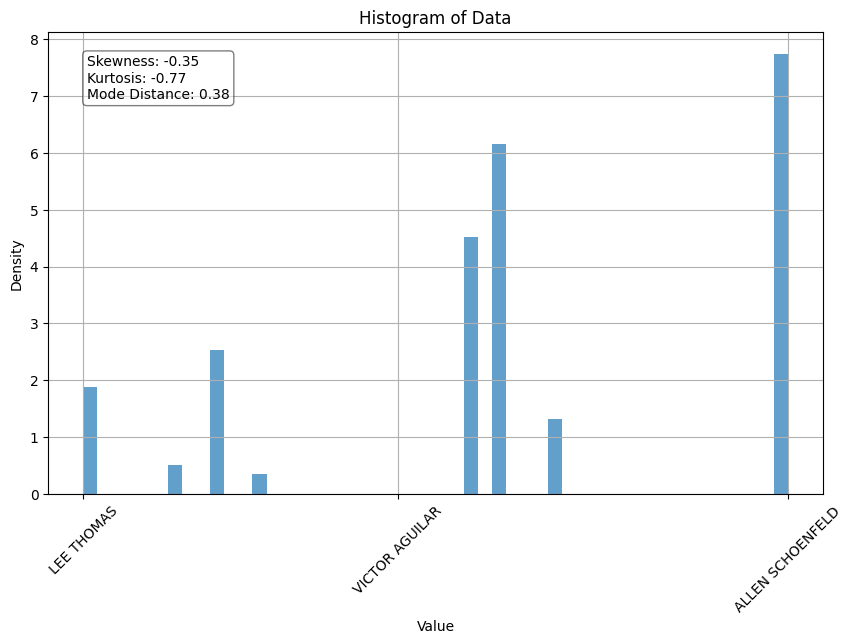 Histogram of Data
Skewness: -0.35
Kurtosis: -0.77
Mode Distance: 0.38
8
7
6
5
4
3
2
1
0
Density
LEE THOMAS
VICTOR AGUILAR
ALLEN SCHOENFELD
Value